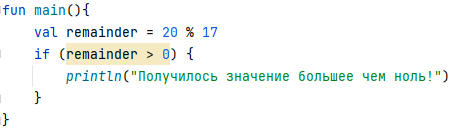 fun main(){
    val remainder = 20 % 17
    if (remainder > 0) {
        println("Получилось значение большее чем ноль!")
    }
}